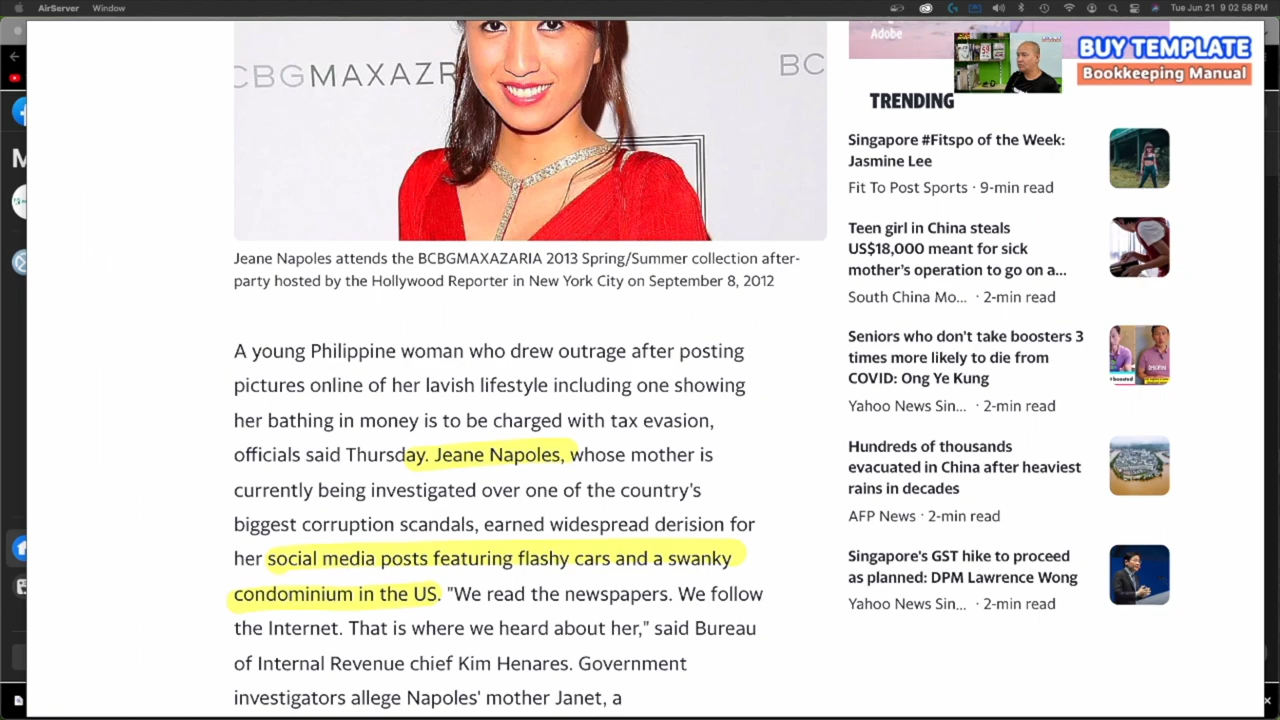 AirServer Window
Tue Jun 21 9 02 58 PM
CBGMAXAZR
BC
Jeane Napoles attends the BCBGMAXAZARIA 2013 Spring/Summer collection after-
party hosted by the Hollywood Reporter in New York City on September 8, 2012
A young Philippine woman who drew outrage after posting
pictures online of her lavish lifestyle including one showing
her bathing in money is to be charged with tax evasion,
officials said Thursday. Jeane Napoles, whose mother is
currently being investigated over one of the country's
biggest corruption scandals, earned widespread derision for
her social media posts featuring flashy cars and a swanky
condominium in the US. "We read the newspapers. We follow
the Internet. That is where we heard about her," said Bureau
of Internal Revenue chief Kim Henares. Government
investigators allege Napoles' mother Janet, a
Adobe
BUY TEMPLATE
Bookkeeping Manual
TRENDING
Singapore #Fitspo of the Week:
Jasmine Lee
Fit To Post Sports · 9-min read
Teen girl in China steals
US$18,000 meant for sick
mother's operation to go on a...
South China Mo... · 2-min read
Seniors who don't take boosters 3
times more likely to die from
COVID: Ong Ye Kung
Yahoo News Sin... · 2-min read
Hundreds of thousands
evacuated in China after heaviest
rains in decades
AFP News · 2-min read
Singapore's GST hike to proceed
as planned: DPM Lawrence Wong
Yahoo News Sin... · 2-min read